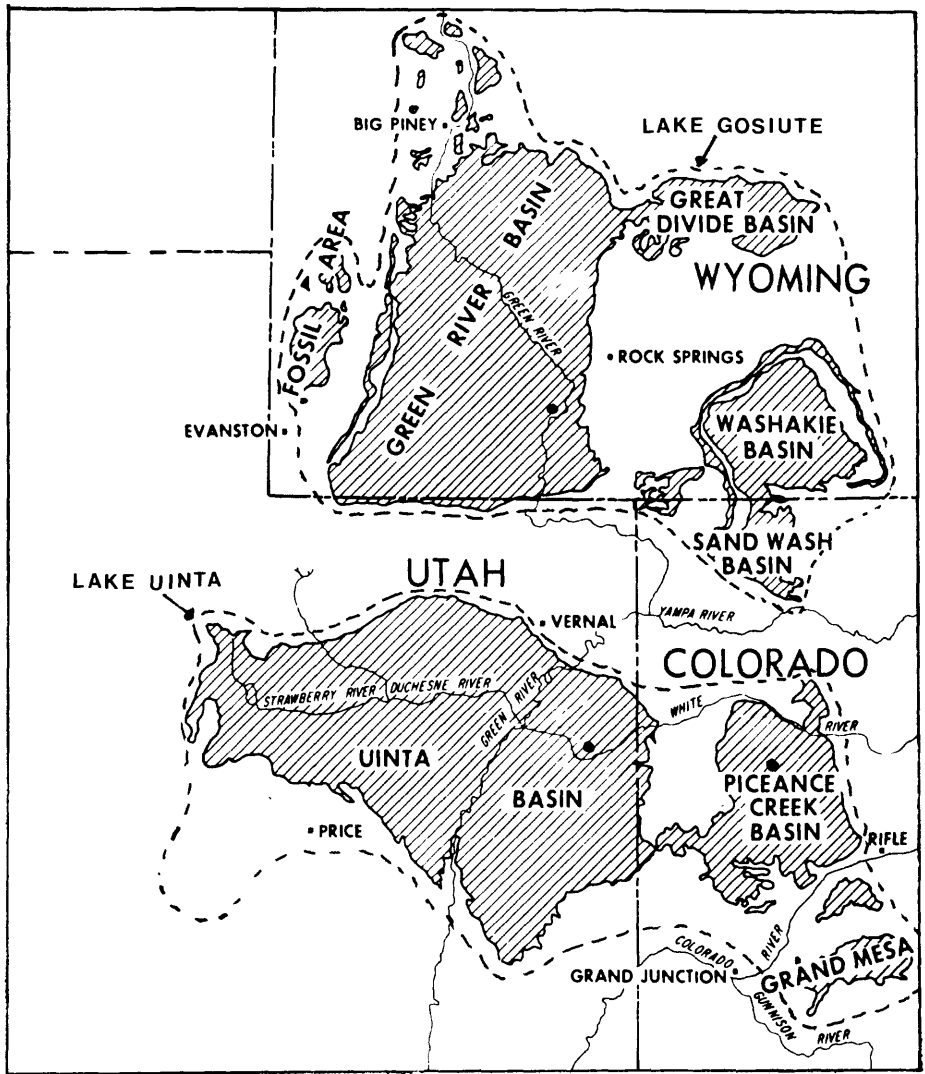 BIG PINEY
LAKE GOSIUTE
GREAT
DIVIDE BASIN
WYOMING
GREEN RIVER BASIN
GREEN RIVER
FOSSIL AREA
ROCK SPRINGS
EVANSTON
WASHAKIE
BASIN
SAND WASH
BASIN
UTAH
LAKE UINTA
VERNAL
YAMPA RIVER
COLORADO
STRAWBERRY RIVER
DUCHESNE RIVER
GREEN RIVER
WHITE RIVER
UINTA
BASIN
PICEANCE
CREEK
BASIN
PRICE
RIFLE
COLORADO RIVER
GRAND JUNCTION
GRAND MESA
GUNNISON RIVER